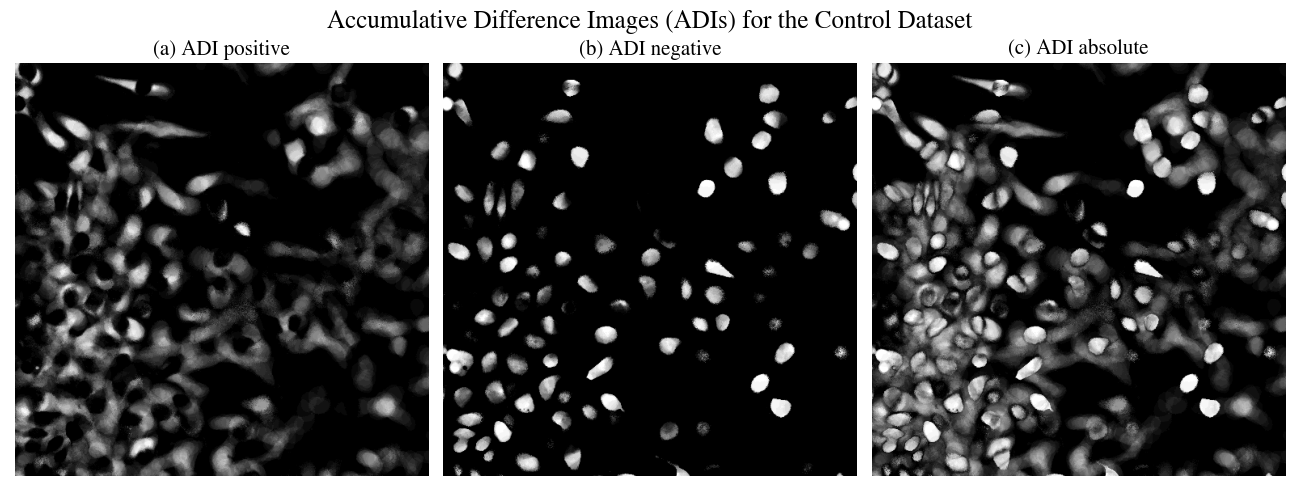 Accumulative Difference Images (ADIs) for the Control Dataset
(a) ADI positive
(b) ADI negative
(c) ADI absolute